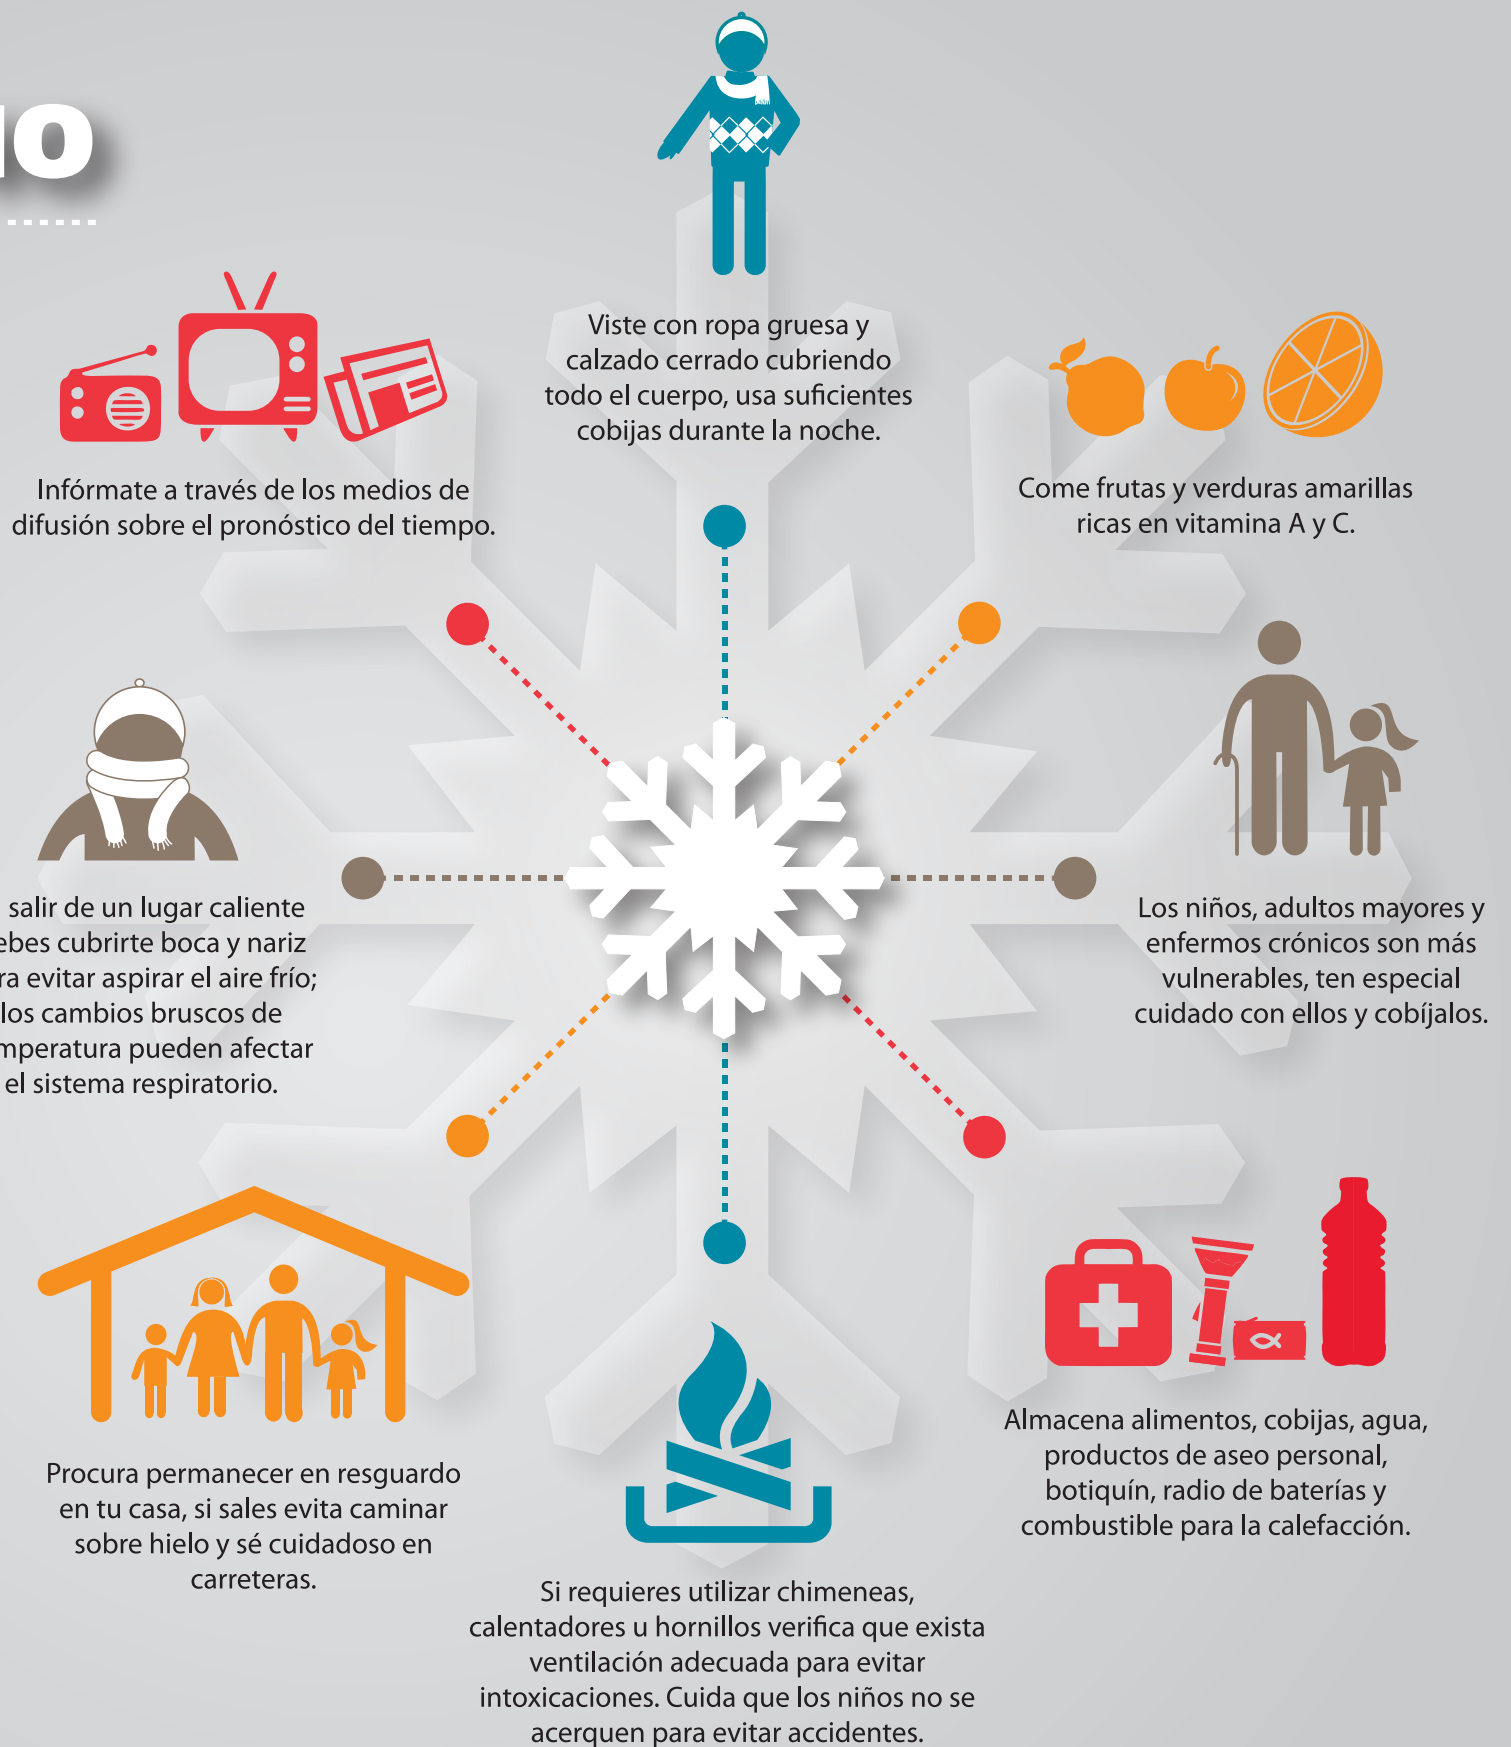 Viste con ropa gruesa y
calzado cerrado cubriendo
todo el cuerpo, usa suficientes
cobijas durante la noche.
Infórmate a través de los medios de
difusión sobre el pronóstico del tiempo.
Come frutas y verduras amarillas
ricas en vitamina A y C.
salir de un lugar caliente
ebes cubrirte boca y nariz
ra evitar aspirar el aire frío;
los cambios bruscos de
mperatura pueden afectar
el sistema respiratorio.
Los niños, adultos mayores y
enfermos crónicos son más
vulnerables, ten especial
cuidado con ellos y cobíjalos.
Procura permanecer en resguardo
en tu casa, si sales evita caminar
sobre hielo y sé cuidadoso en
carreteras.
Almacena alimentos, cobijas, agua,
productos de aseo personal,
botiquín, radio de baterías y
combustible para la calefacción.
Si requieres utilizar chimeneas,
calentadores u hornillos verifica que exista
ventilación adecuada para evitar
intoxicaciones. Cuida que los niños no se
acerquen para evitar accidentes.